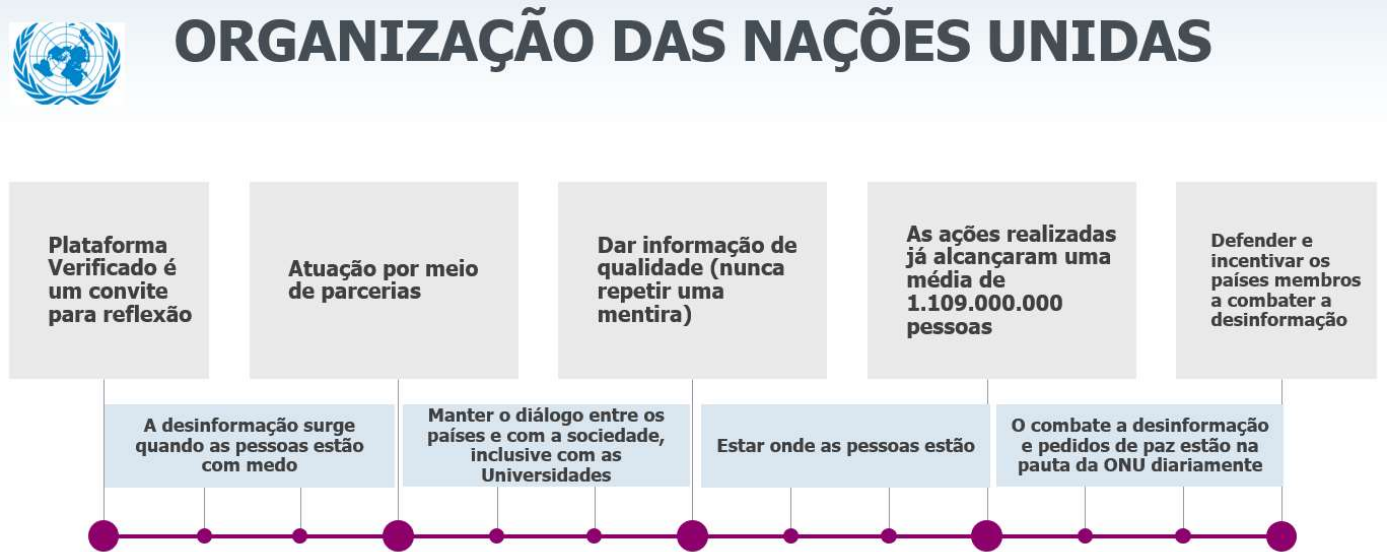 ORGANIZAÇÃO DAS NAÇÕES UNIDAS
Plataforma
Verificado é
um convite
para reflexão
Atuação por meio
de parcerias
Dar informação de
qualidade (nunca
repetir uma
mentira)
As ações realizadas
já alcançaram uma
média de
1.109.000.000
pessoas
Defender e
incentivar os
países membros
a combater a
desinformação
A desinformação surge
quando as pessoas estão
com medo
Manter o diálogo entre os
países e com a sociedade,
inclusive com as
Universidades
Estar onde as pessoas estão
O combate a desinformação
e pedidos de paz estão na
pauta da ONU diariamente